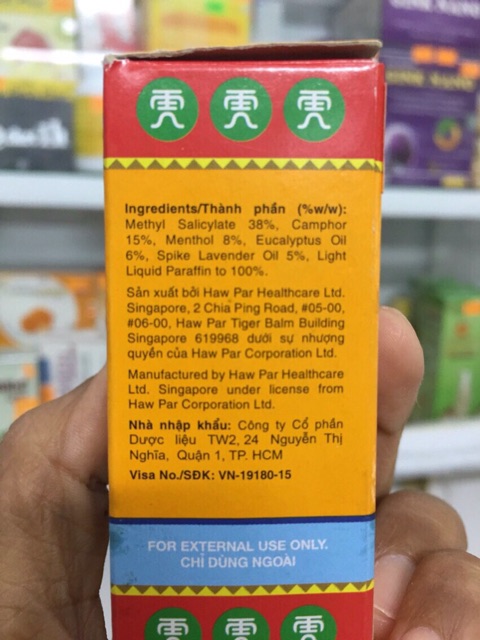 Ingredients/Thành phần (%w/w):
Methyl Salicylate 38%, Camphor
15%, Menthol 8%, Eucalyptus Oil
6%, Spike Lavender Oil 5%, Light
Liquid Paraffin to 100%.
Sản xuất bởi Haw Par Healthcare Ltd.
Singapore, 2 Chia Ping Road, #05-00,
#06-00, Haw Par Tiger Balm Building
Singapore 619968 dưới sự nhượng
quyền của Haw Par Corporation Ltd.
Manufactured by Haw Par Healthcare
Ltd. Singapore under license from
Haw Par Corporation Ltd.
Nhà nhập khẩu: Công ty Cổ phần
Dược liệu TW2, 24 Nguyễn Thị
Nghĩa, Quận 1, TP. HCM
Visa No./SĐK: VN-19180-15
FOR EXTERNAL USE ONLY.
CHỈ DÙNG NGOÀI